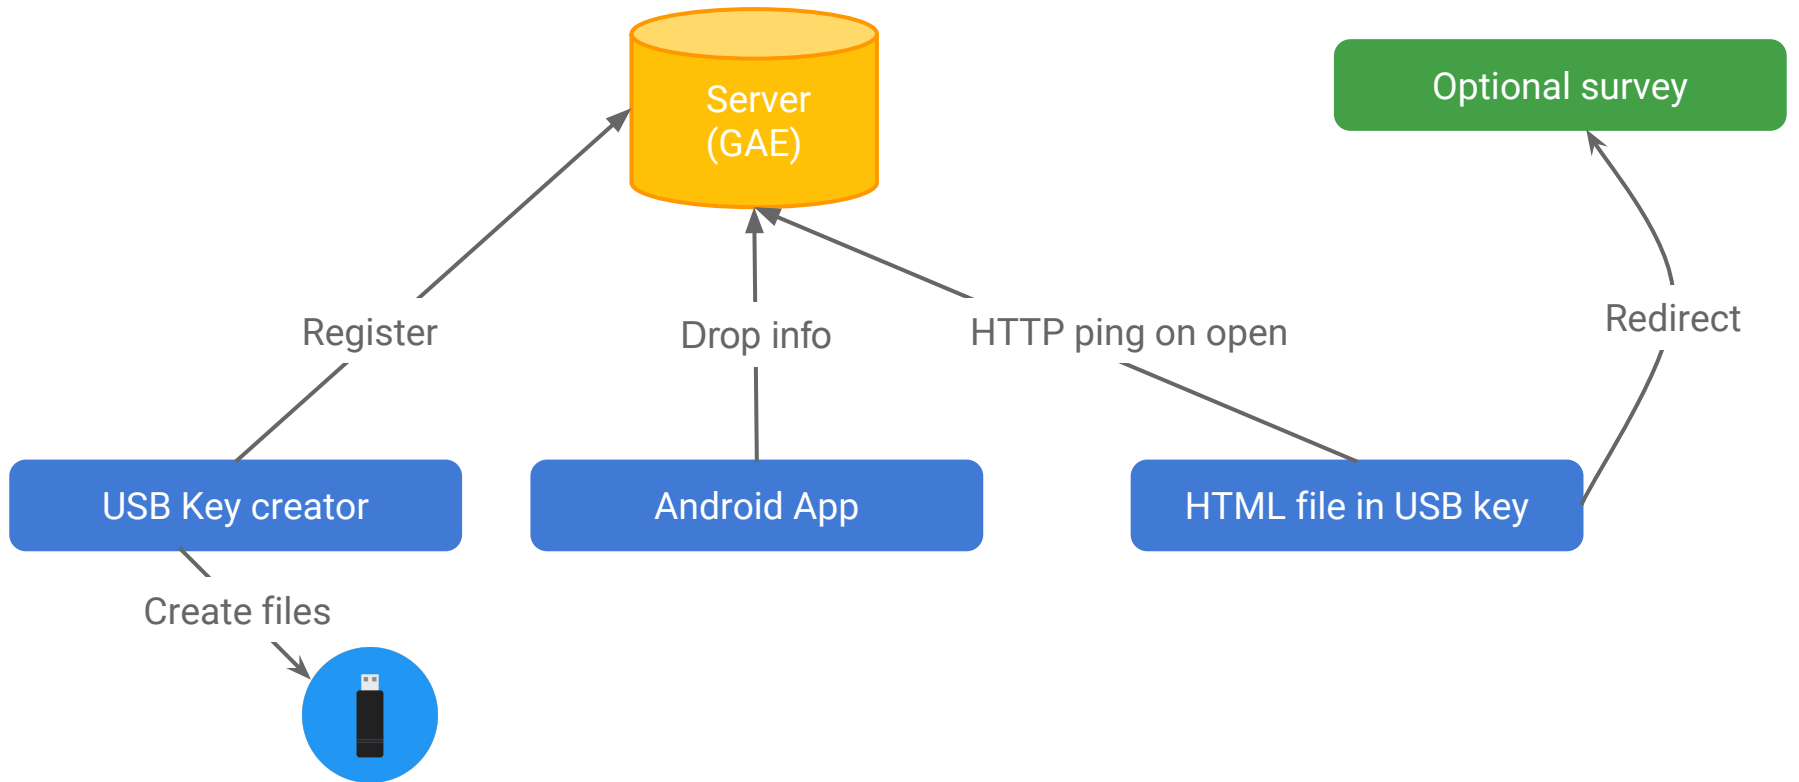 Server
(GAE)
Optional survey
Register
Drop info
HTTP ping on open
Redirect
USB Key creator
Android App
HTML file in USB key
Create files